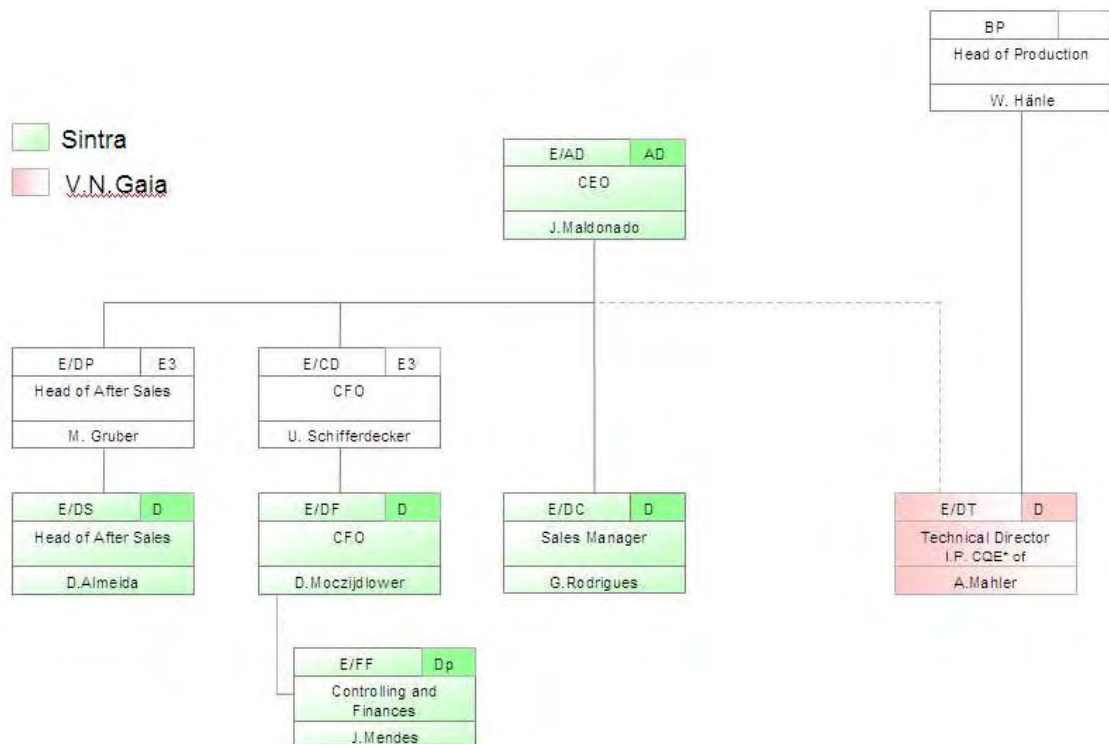 BP
Head of Production
W. Hänle
Sintra
V.N.Gaia
E/AD AD
CEO
J.Maldonado
E/DP E3
Head of After Sales
M. Gruber
E/CD E3
CFO
U. Schifferdecker
E/DS D
Head of After Sales
D.Almeida
E/DF D
CFO
D.Moczijdlower
E/DC D
Sales Manager
G.Rodrigues
E/DT D
Technical Director
I.P. CQE* of
A.Mahler
E/FF Dp
Controlling and
Finances
J.Mendes